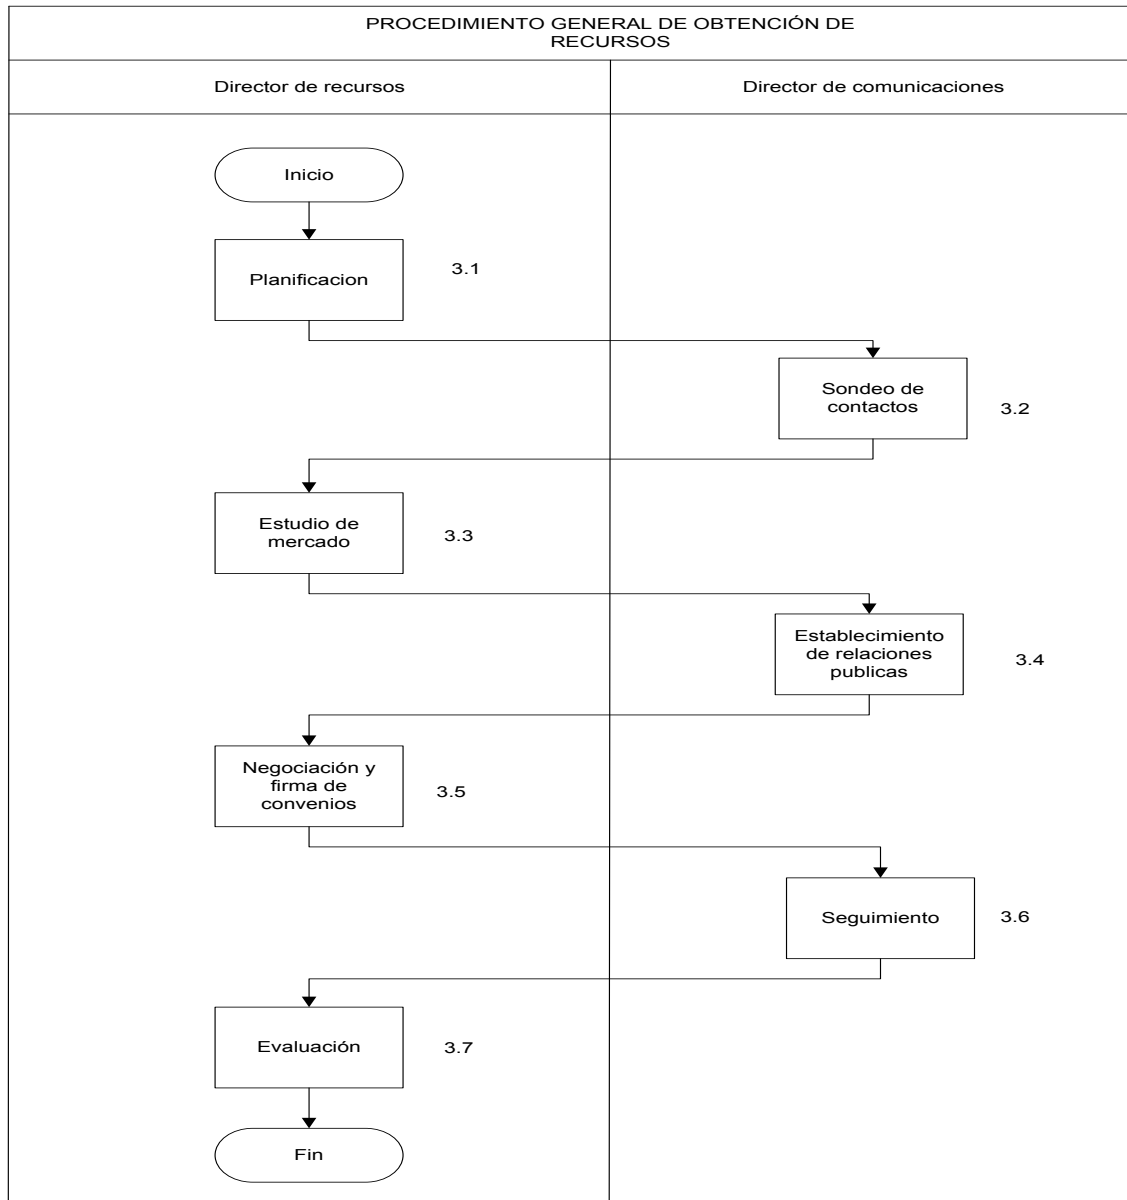 PROCEDIMIENTO GENERAL DE OBTENCIÓN DE
RECURSOS
Director de recursos
Director de comunicaciones
Inicio
Planificacion
3.1
Sondeo de
contactos
3.2
Estudio de
mercado
3.3
Establecimiento
de relaciones
publicas
3.4
Negociación y
firma de
convenios
3.5
Seguimiento
3.6
Evaluación
3.7
Fin